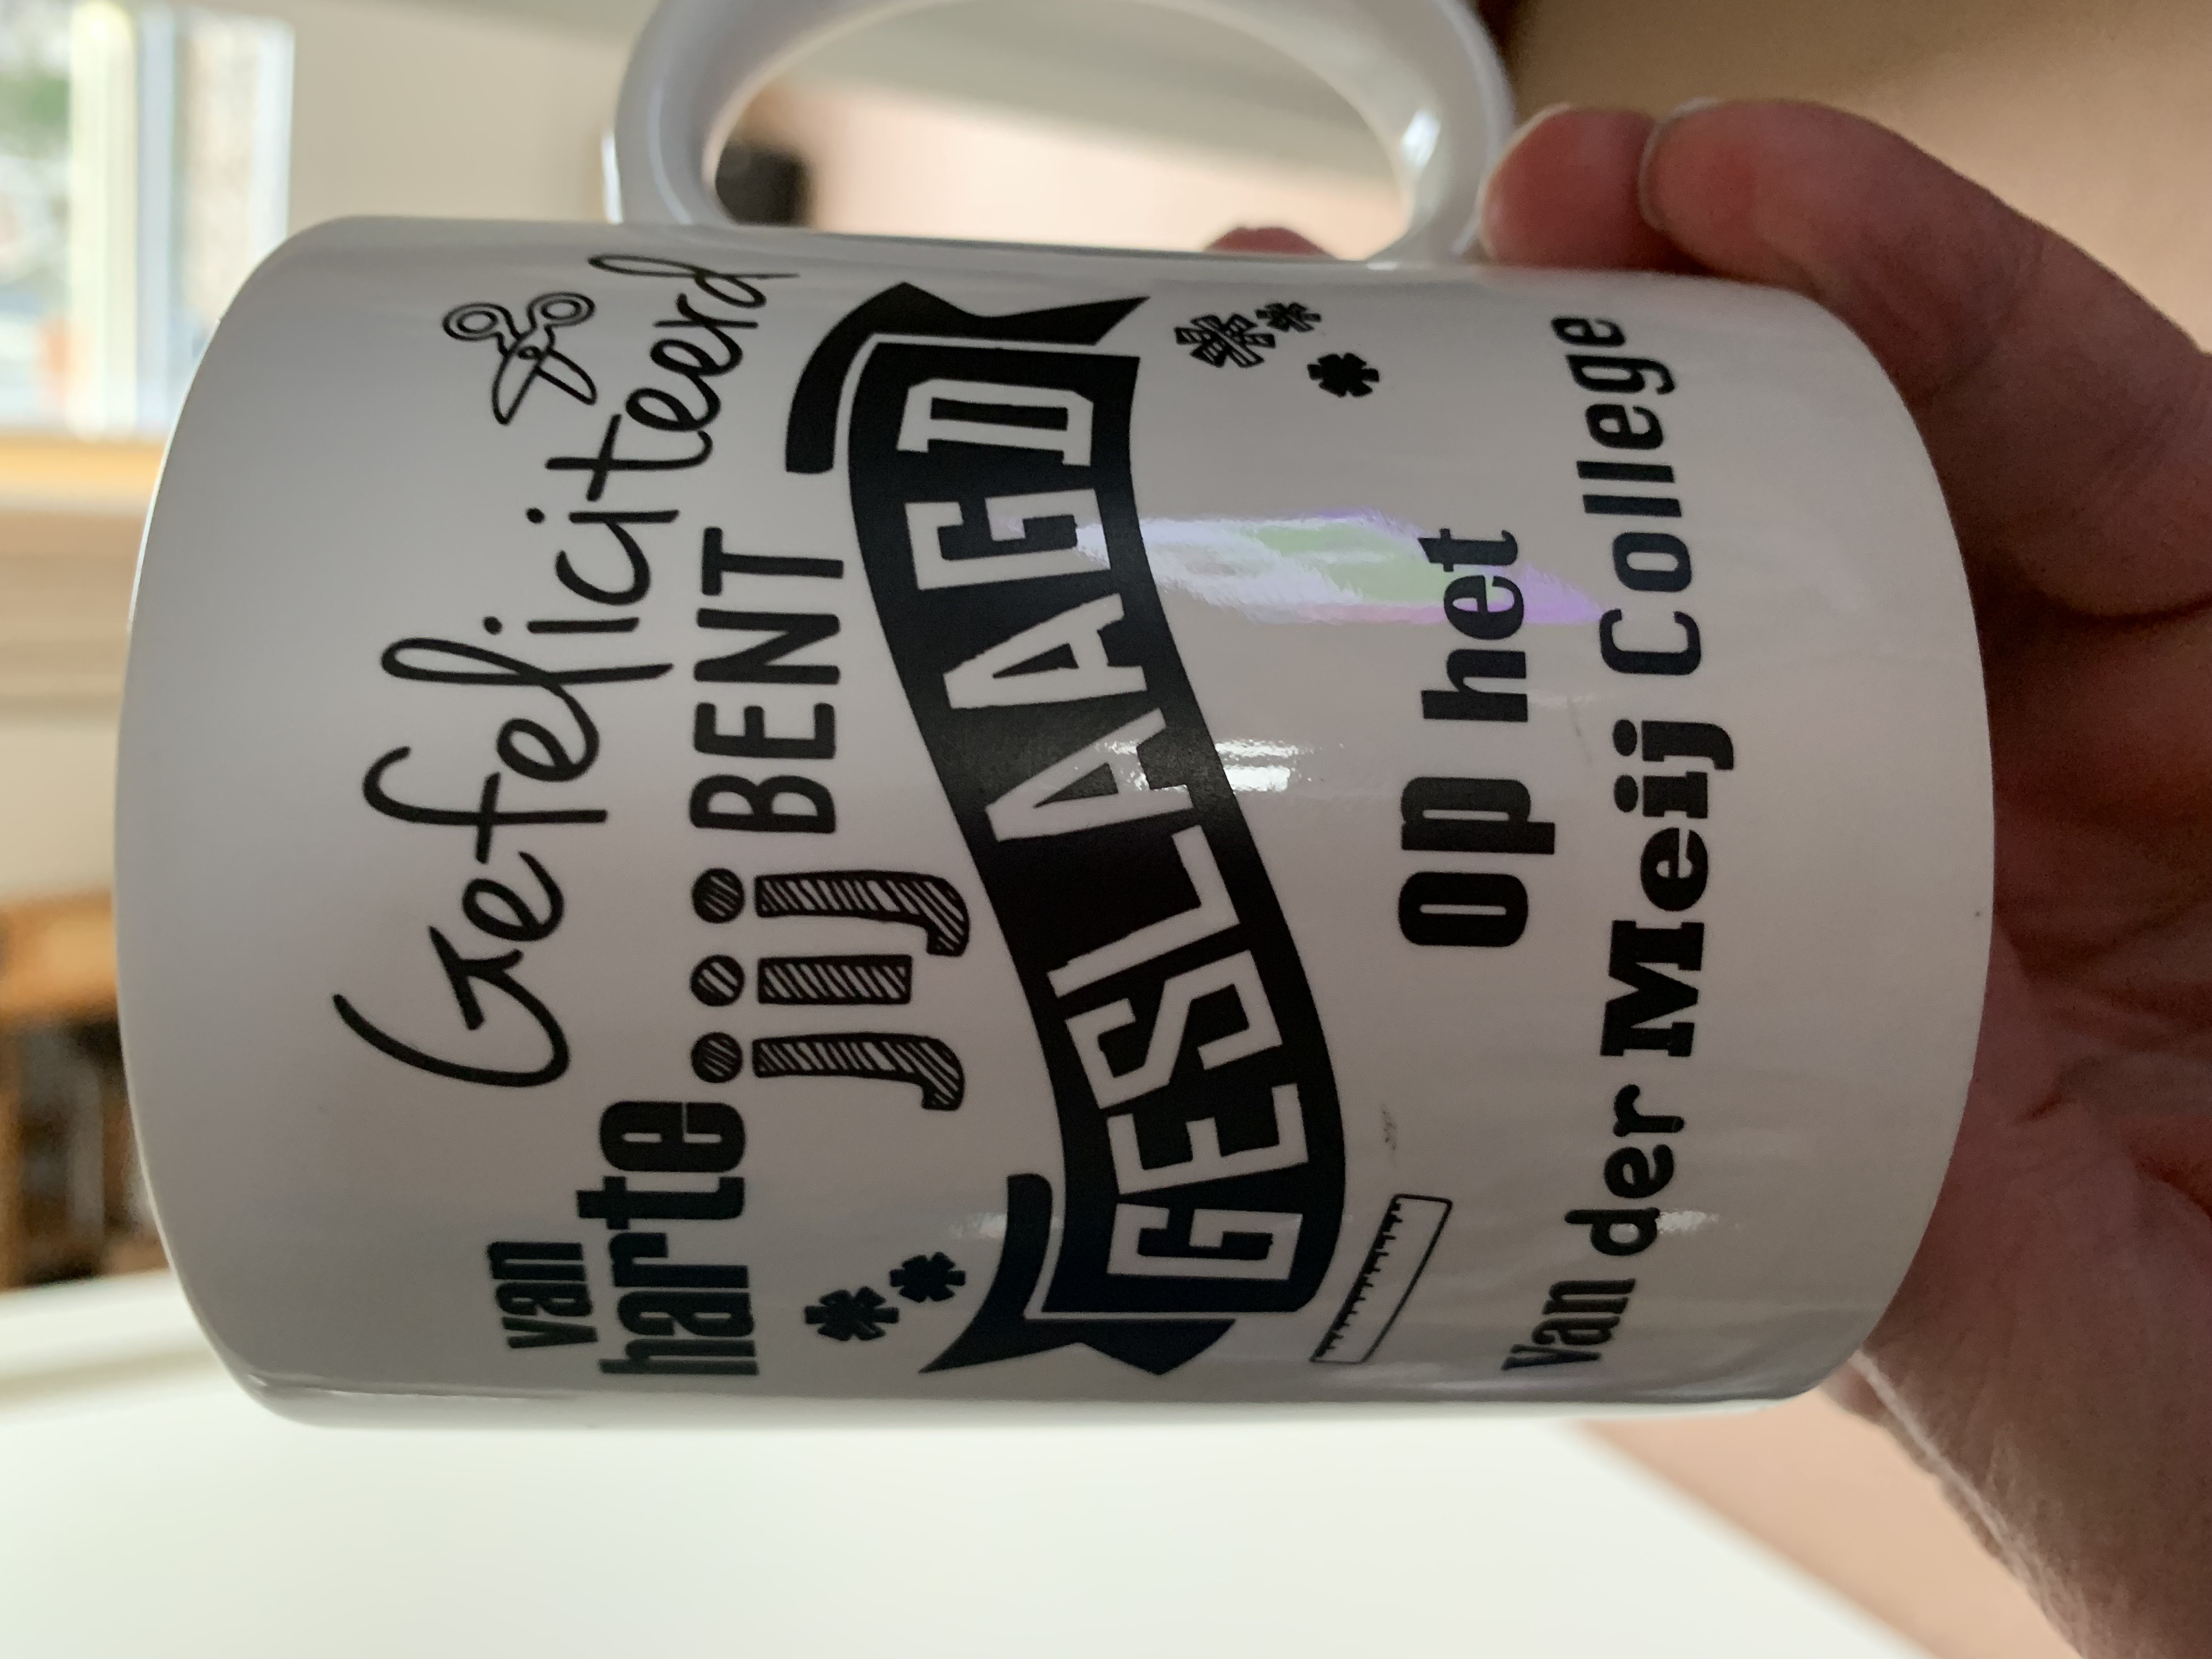 van harte Gefeliciteerd
jij BENT
GESLAAGD
op het
Van der Meij College